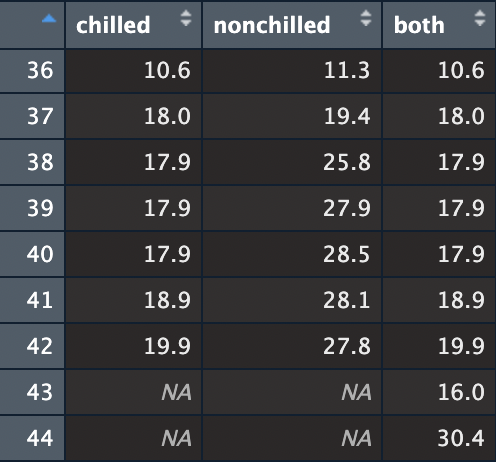 chilled nonchilled both
36 10.6 11.3 10.6
37 18.0 19.4 18.0
38 17.9 25.8 17.9
39 17.9 27.9 17.9
40 17.9 28.5 17.9
41 18.9 28.1 18.9
42 19.9 27.8 19.9
43 NA NA 16.0
44 NA NA 30.4